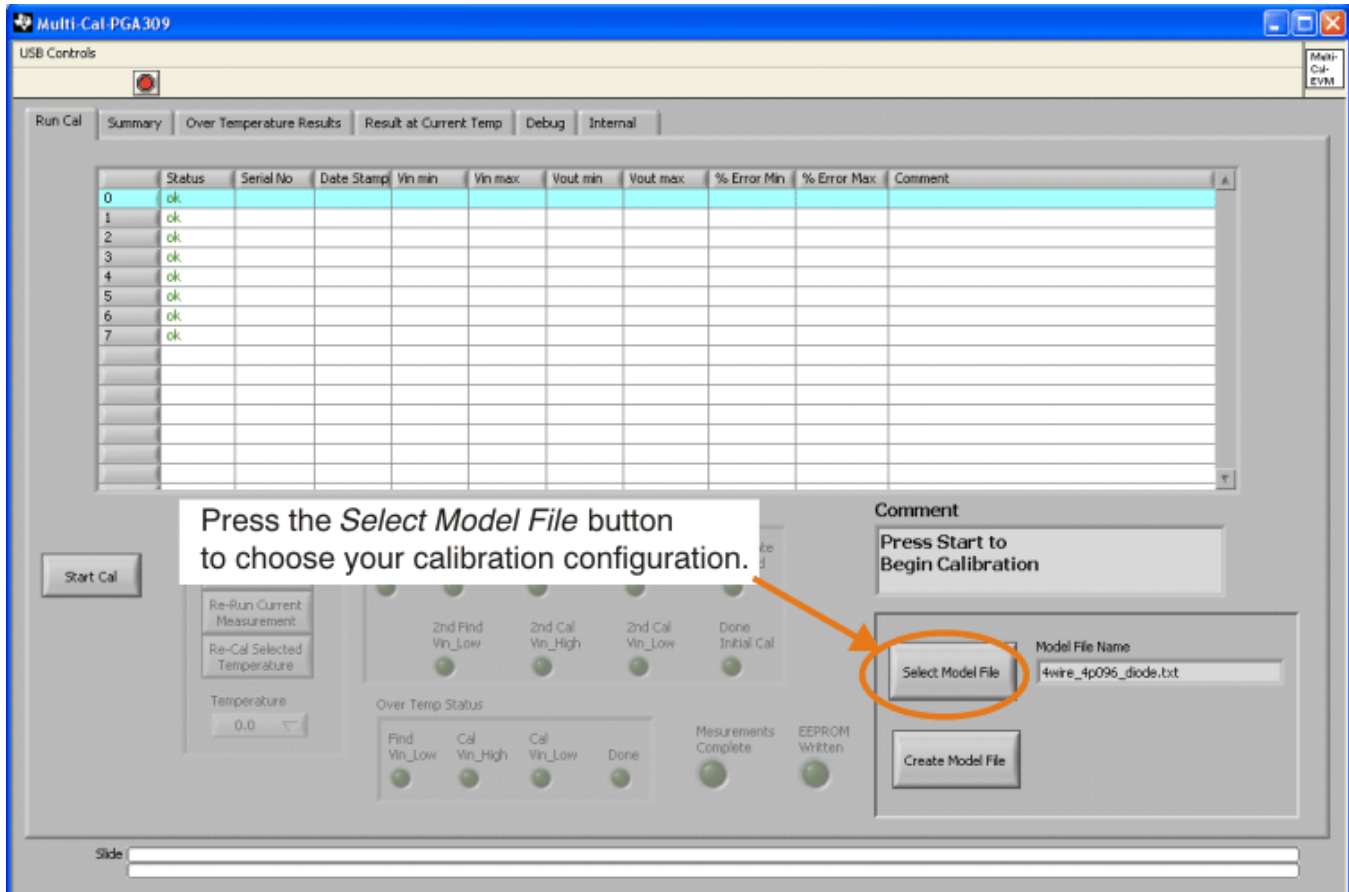 Multi-Cal-PGA309
USB Controls
Multi-
Cal-
EVM
Run Cal Summary Over Temperature Results Result at Current Temp Debug Internal
Status Serial No Date Stamp Vin min Vin max Vout min Vout max % Error Min % Error Max Comment
0 ok
1 ok
2 ok
3 ok
4 ok
5 ok
6 ok
7 ok
Press the Select Model File button
to choose your calibration configuration.
Comment
Press Start to
Begin Calibration
Start Cal
Re-Run Current
Measurement
Re-Cal Selected
Temperature
2nd Find
Vin_Low
2nd Cal
Vin_High
2nd Cal
Vin_Low
Done
Initial Cal
Select Model File
Model File Name
4wire_4p096_diode.txt
Temperature
0.0
Over Temp Status
Find
Vin_Low
Cal
Vin_High
Cal
Vin_Low
Done
Mesurements
Complete
EEPROM
Written
Create Model File
Slide